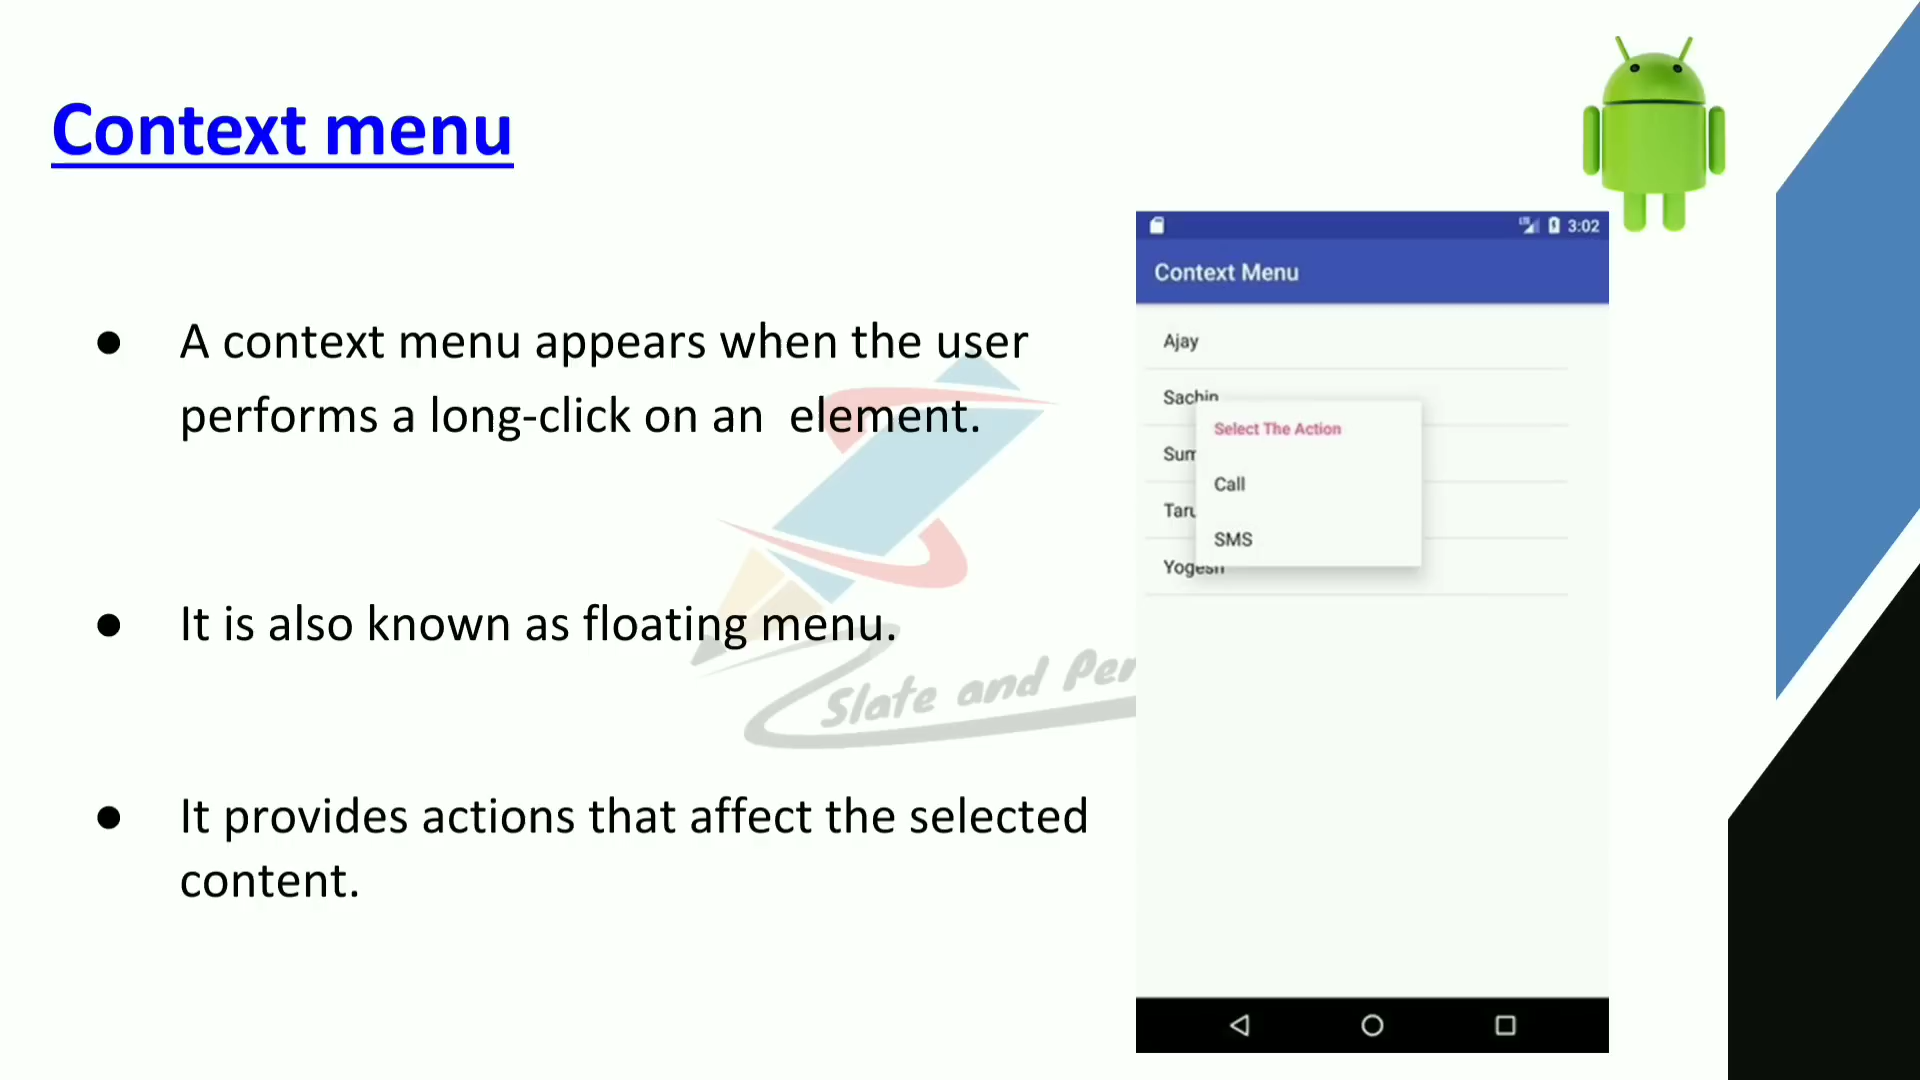 Context menu
● A context menu appears when the user
performs a long-click on an  element.
● It is also known as floating menu.
● It provides actions that affect the selected
content.
Slate and Pen
3:02
Context Menu
Ajay
Sachin
Select The Action
Call
SMS
Yogesh